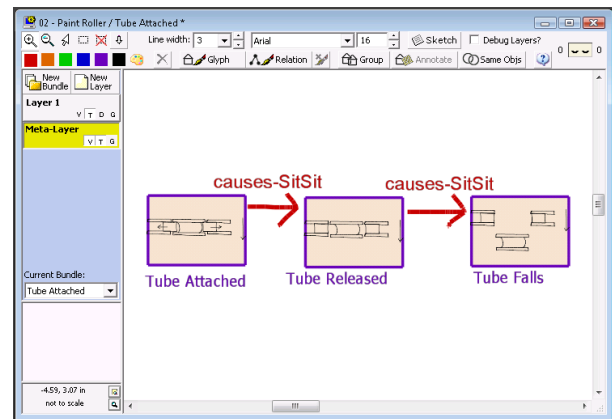 02 - Paint Roller / Tube Attached *
Line width: 3 Arial 16 Sketch Debug Layers? 0 0
Glyph Relation Group Annotate Same Objs
New Bundle New Layer
Layer 1
V T D G
Meta-Layer
V T G
causes-SitSit causes-SitSit
Tube Attached Tube Released Tube Falls
Current Bundle:
Tube Attached
-4.59, 3.07 in
not to scale